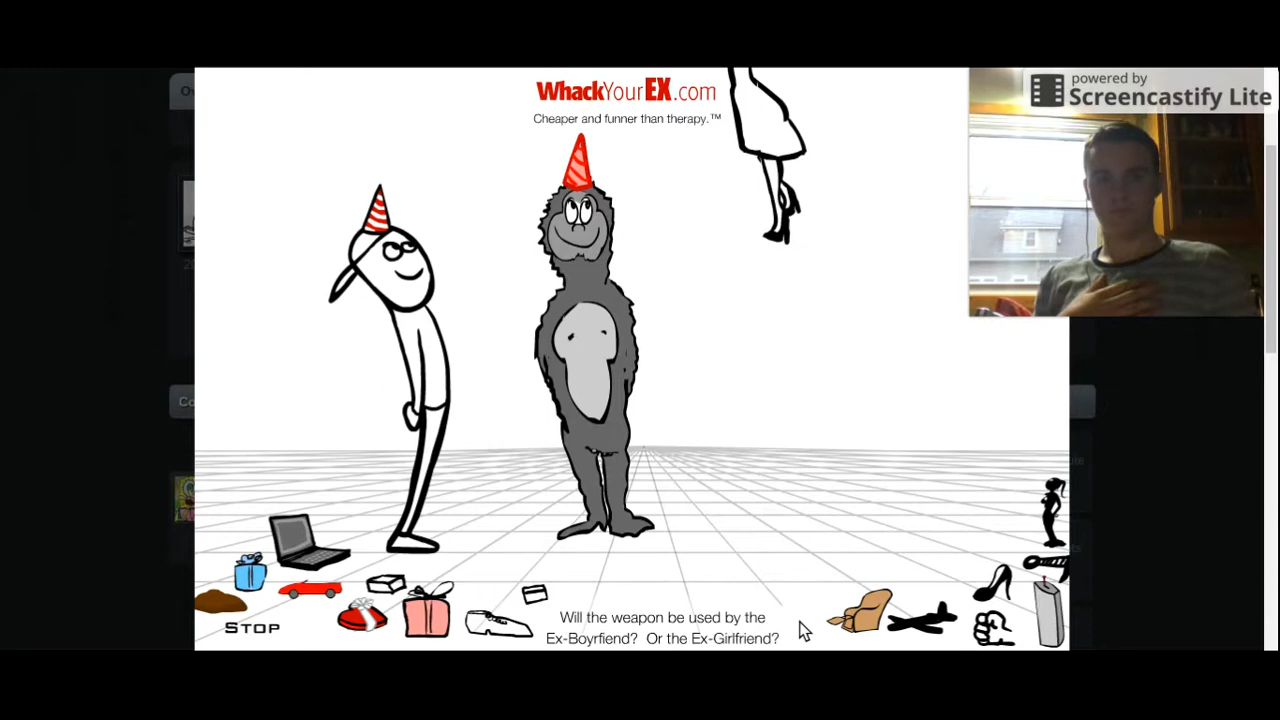 powered by
Screencastify Lite
WhackYourEX.com
Cheaper and funner than therapy.™
STOP
Will the weapon be used by the
Ex-Boyrfiend? Or the Ex-Girlfriend?